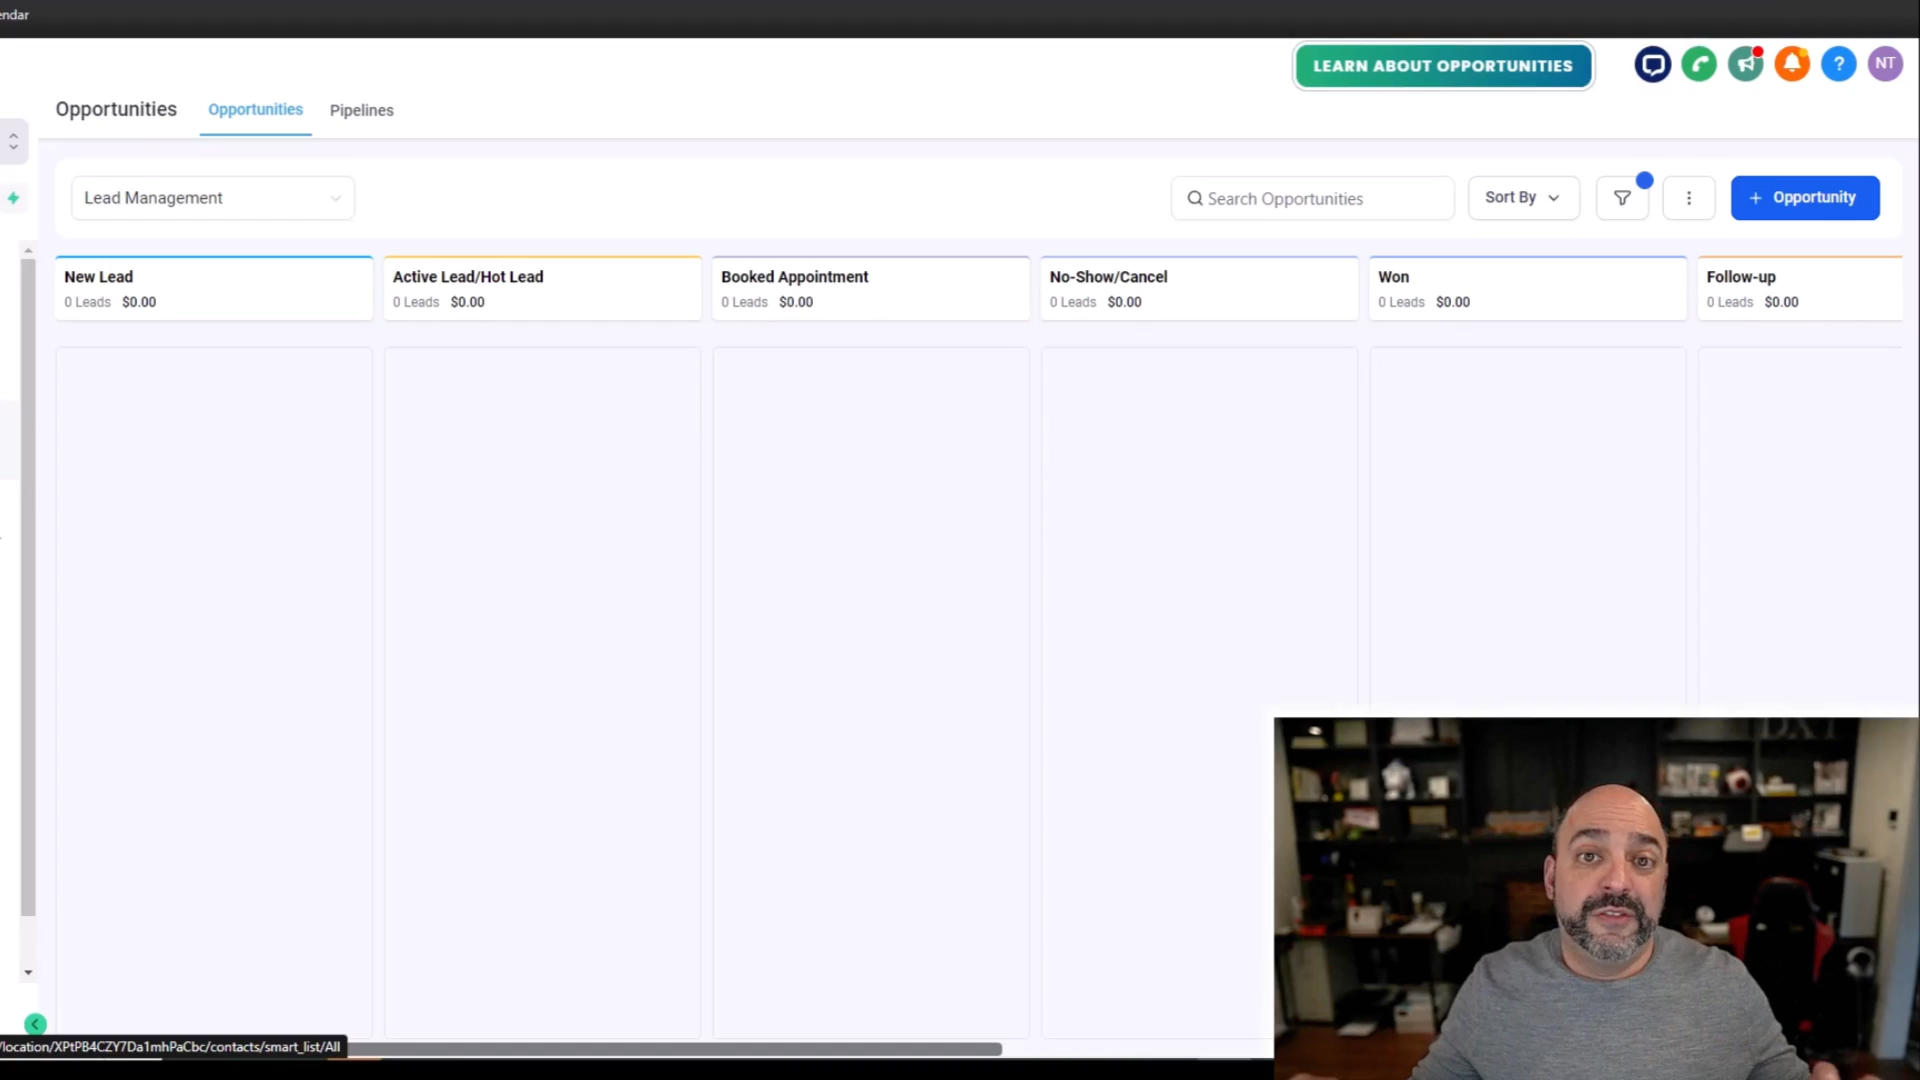 endar
LEARN ABOUT OPPORTUNITIES
?
NT
Opportunities
Opportunities
Pipelines
Lead Management
Search Opportunities
Sort By
+ Opportunity
New Lead
0 Leads $0.00
Active Lead/Hot Lead
0 Leads $0.00
Booked Appointment
0 Leads $0.00
No-Show/Cancel
0 Leads $0.00
Won
0 Leads $0.00
Follow-up
0 Leads $0.00
/location/XPtPB4CZY7Da1mhPaCbc/contacts/smart_list/All